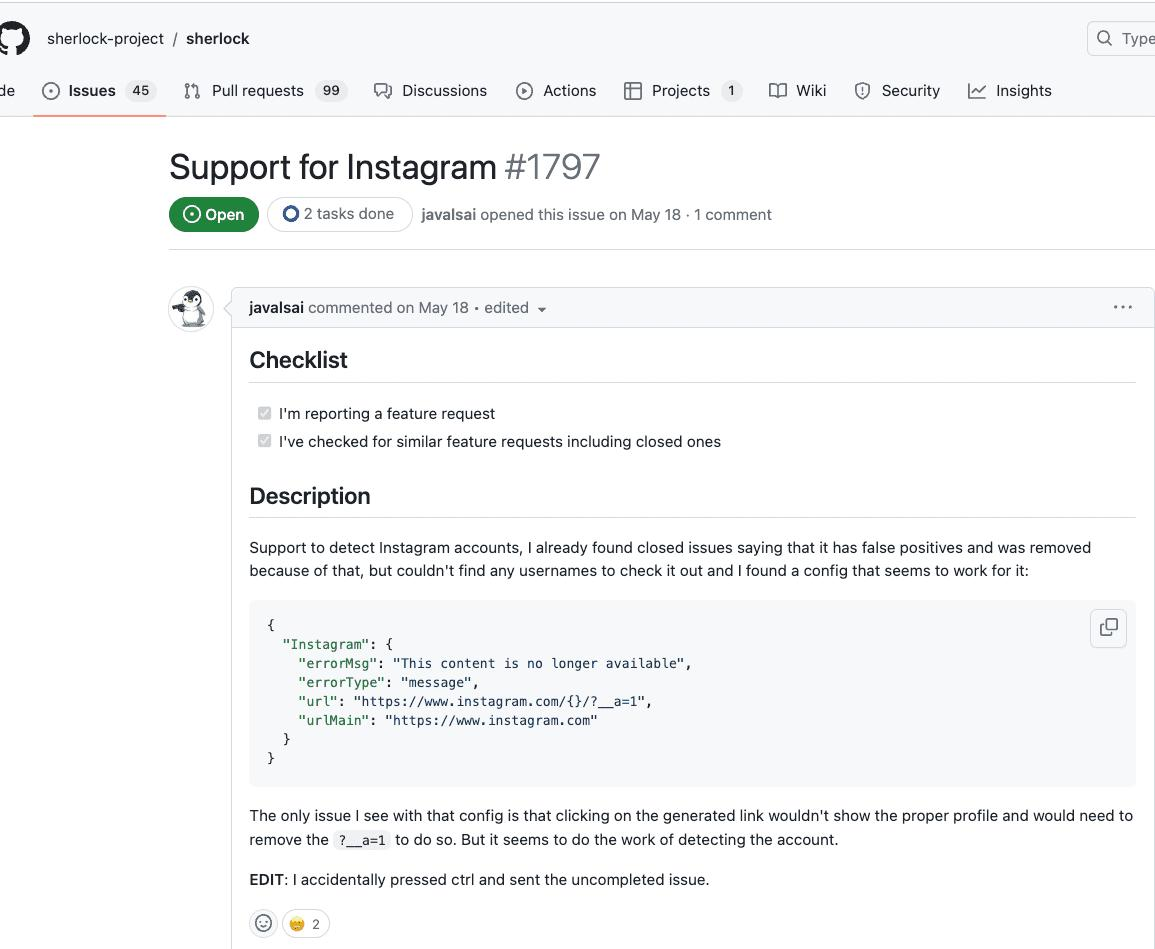 sherlock-project / sherlock
Type
de
Issues 45
Pull requests 99
Discussions
Actions
Projects 1
Wiki
Security
Insights
Support for Instagram #1797
Open
2 tasks done
javalsai opened this issue on May 18 · 1 comment
javalsai commented on May 18 • edited
Checklist
I'm reporting a feature request
I've checked for similar feature requests including closed ones
Description
Support to detect Instagram accounts, I already found closed issues saying that it has false positives and was removed
because of that, but couldn't find any usernames to check it out and I found a config that seems to work for it:
{
  "Instagram": {
    "errorMsg": "This content is no longer available",
    "errorType": "message",
    "url": "https://www.instagram.com/{}/?__a=1",
    "urlMain": "https://www.instagram.com"
  }
}
The only issue I see with that config is that clicking on the generated link wouldn't show the proper profile and would need to
remove the ?__a=1 to do so. But it seems to do the work of detecting the account.
EDIT: I accidentally pressed ctrl and sent the uncompleted issue.
2